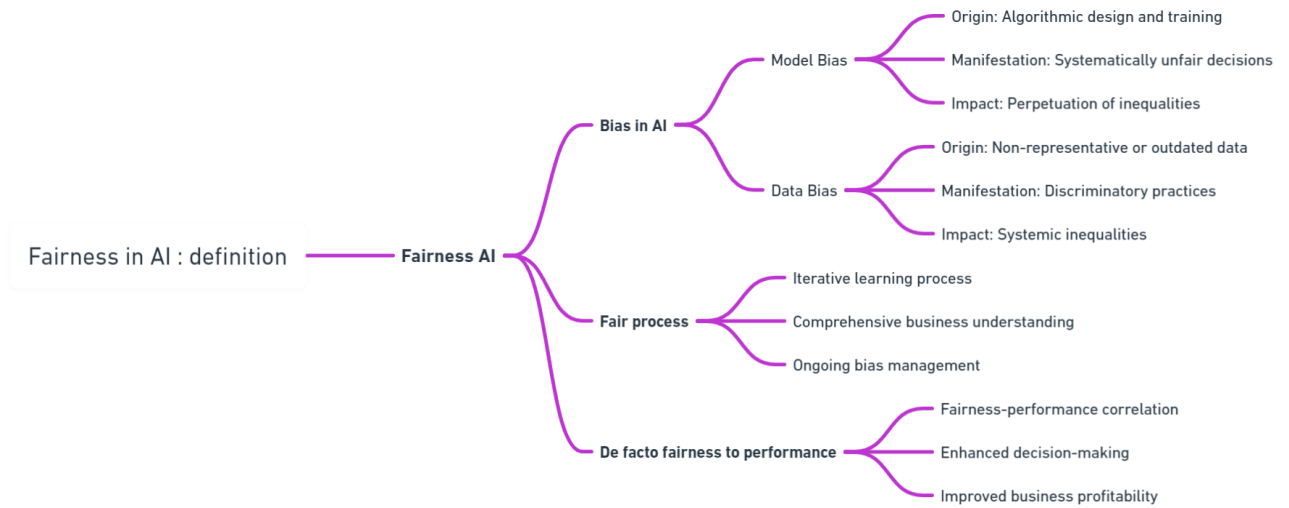 Fairness in AI : definition
Fairness AI
Bias in AI
Model Bias
Origin: Algorithmic design and training
Manifestation: Systematically unfair decisions
Impact: Perpetuation of inequalities
Data Bias
Origin: Non-representative or outdated data
Manifestation: Discriminatory practices
Impact: Systemic inequalities
Fair process
Iterative learning process
Comprehensive business understanding
Ongoing bias management
De facto fairness to performance
Fairness-performance correlation
Enhanced decision-making
Improved business profitability